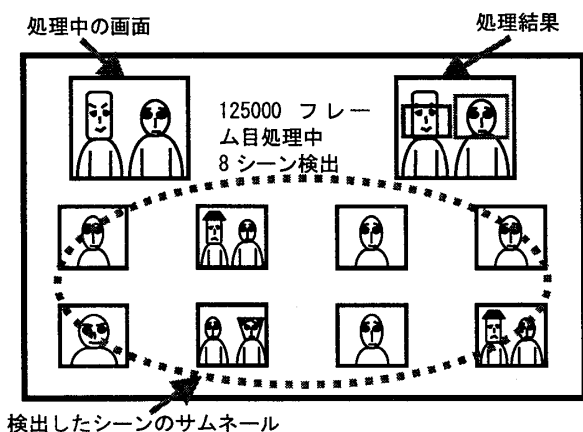 処理中の画面
処理結果
125000 フレー
ム目処理中
8 シーン検出
検出したシーンのサムネール